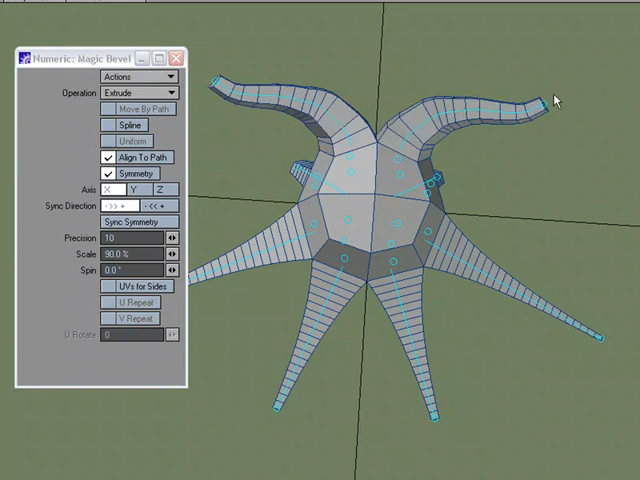 Numeric: Magic Bevel
Actions
Operation Extrude
Move By Path
Spline
Uniform
Align To Path
Symmetry
Axis X Y Z
Sync Direction ->> + -<< +
Sync Symmetry
Precision 10
Scale 90.0 %
Spin 0.0 °
UVs for Sides
U Repeat
V Repeat
U Rotate 0